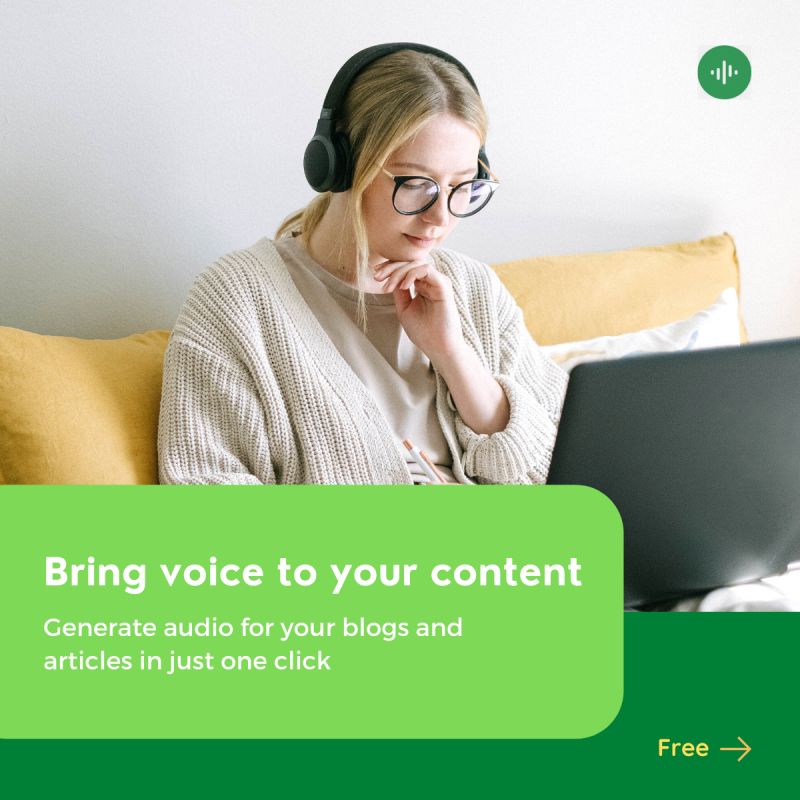 Bring voice to your content
Generate audio for your blogs and
articles in just one click
Free